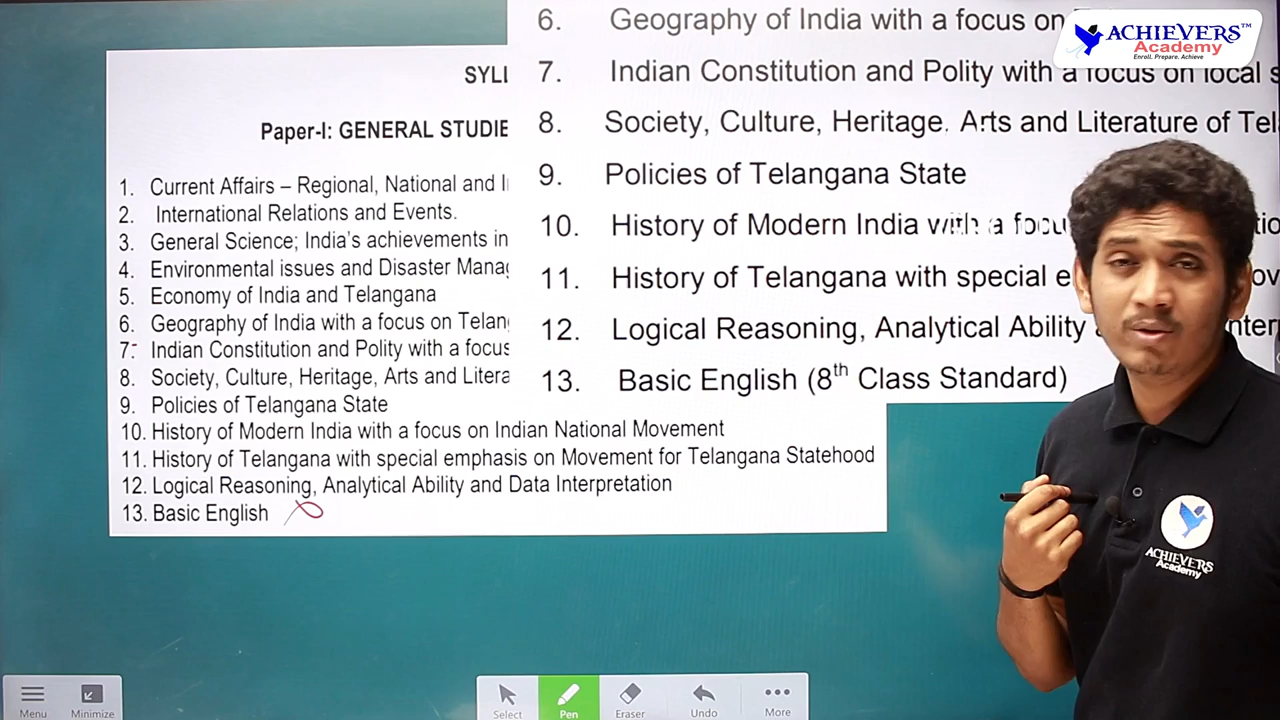 SYLL
Paper-I: GENERAL STUDIE
1. Current Affairs – Regional, National and I
2. International Relations and Events.
3. General Science; India's achievements in
4. Environmental issues and Disaster Manag
5. Economy of India and Telangana
6. Geography of India with a focus on Telan
7. Indian Constitution and Polity with a focus
8. Society, Culture, Heritage, Arts and Litera
9. Policies of Telangana State
10. History of Modern India with a focus on Indian National Movement
11. History of Telangana with special emphasis on Movement for Telangana Statehood
12. Logical Reasoning, Analytical Ability and Data Interpretation
13. Basic English
6. Geography of India with a focus on
7. Indian Constitution and Polity with a focus on local s
8. Society, Culture, Heritage. Arts and Literature of Tel
9. Policies of Telangana State
10. History of Modern India with a focu
11. History of Telangana with special e
12. Logical Reasoning, Analytical Ability
13. Basic English (8th Class Standard)
ACHIEVERS™
Academy
Enroll. Prepare. Achieve
ACHIEVERS
Academy
Menu
Minimize
Select
Pen
Eraser
Undo
More